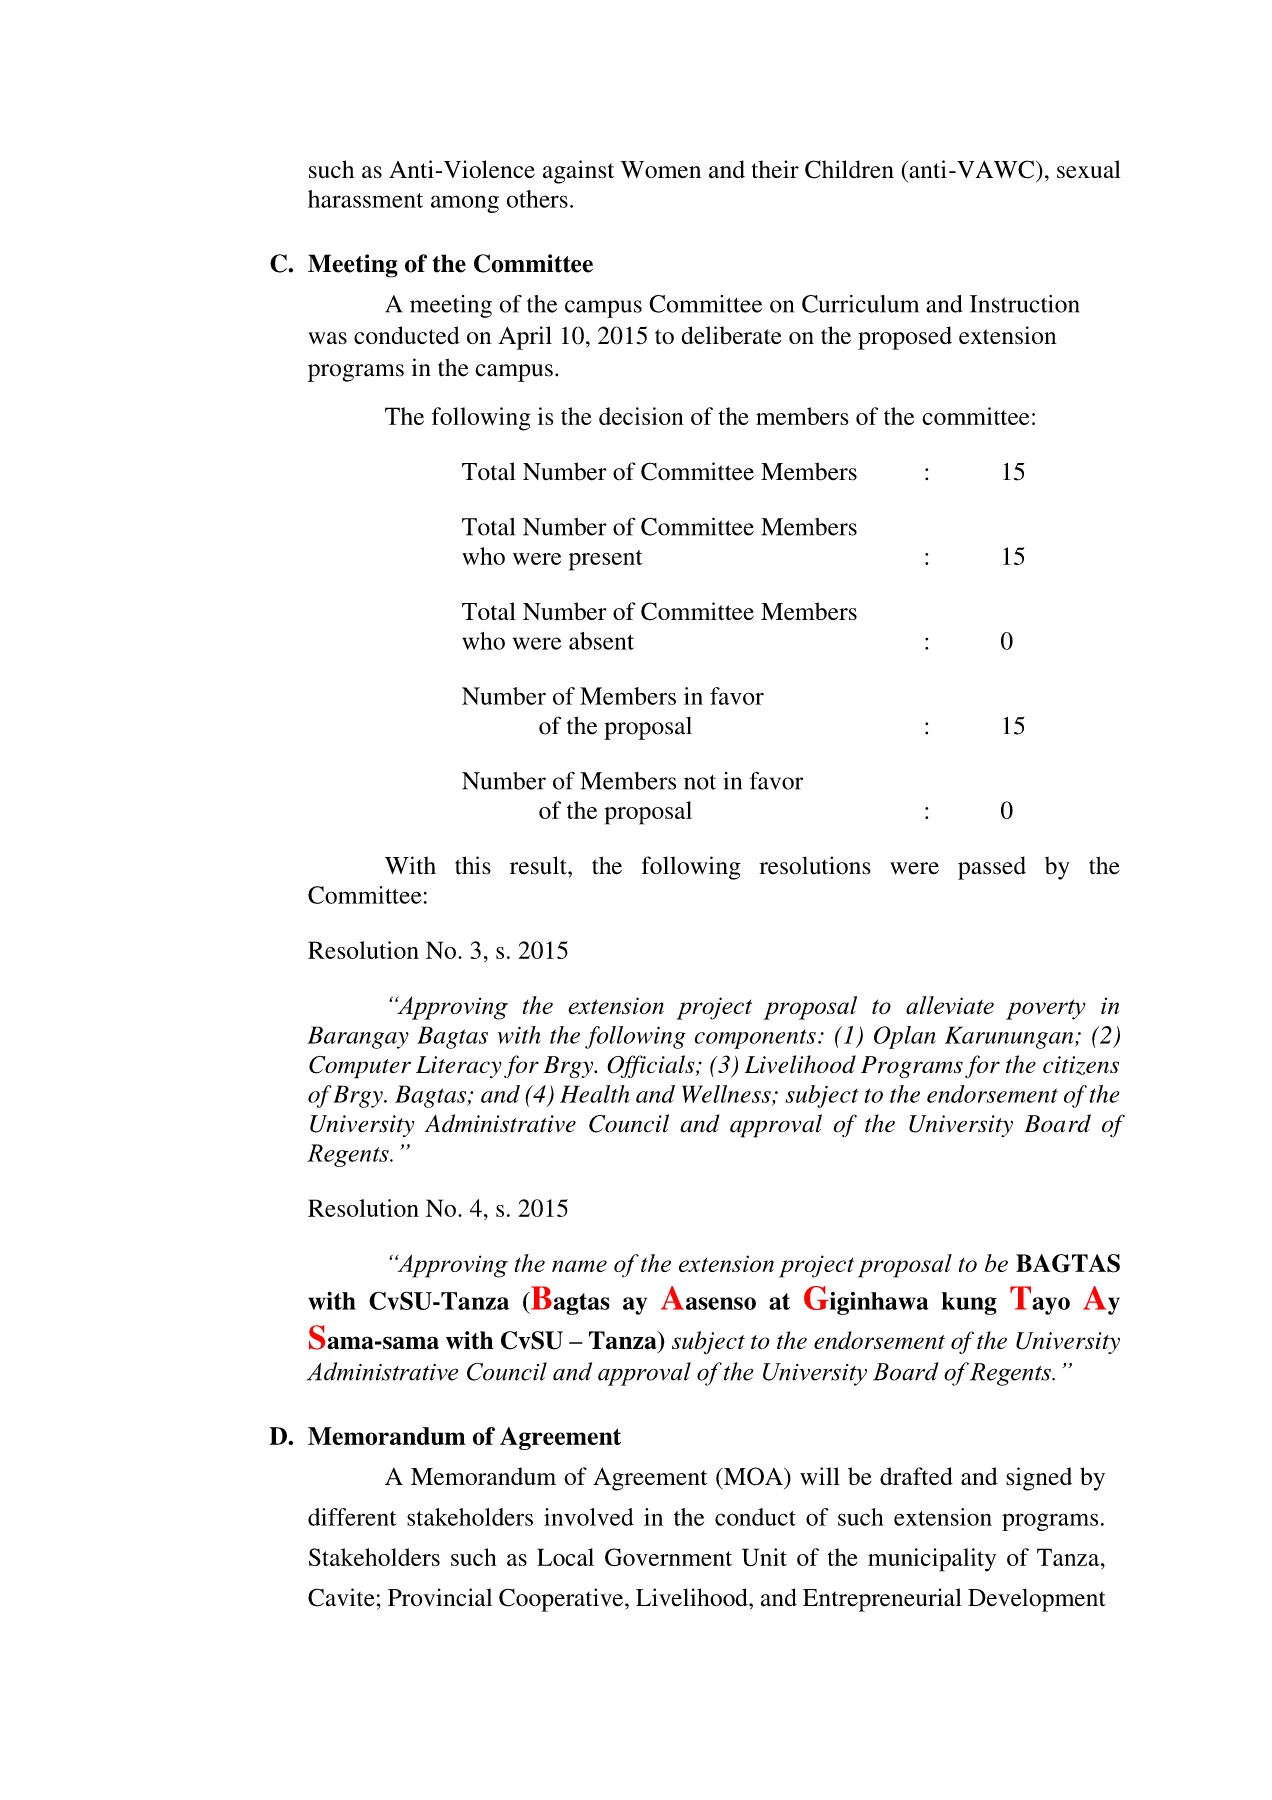 such as Anti-Violence against Women and their Children (anti-VAWC), sexual
harassment among others.
C. Meeting of the Committee
A meeting of the campus Committee on Curriculum and Instruction
was conducted on April 10, 2015 to deliberate on the proposed extension
programs in the campus.
The following is the decision of the members of the committee:
Total Number of Committee Members : 15
Total Number of Committee Members
who were present : 15
Total Number of Committee Members
who were absent : 0
Number of Members in favor
of the proposal : 15
Number of Members not in favor
of the proposal : 0
With this result, the following resolutions were passed by the
Committee:
Resolution No. 3, s. 2015
“Approving the extension project proposal to alleviate poverty in
Barangay Bagtas with the following components: (1) Oplan Karunungan; (2)
Computer Literacy for Brgy. Officials; (3) Livelihood Programs for the citizens
of Brgy. Bagtas; and (4) Health and Wellness; subject to the endorsement of the
University Administrative Council and approval of the University Board of
Regents.”
Resolution No. 4, s. 2015
“Approving the name of the extension project proposal to be BAGTAS
with CvSU-Tanza (Bagtas ay Aasenso at Giginhawa kung Tayo Ay
Sama-sama with CvSU – Tanza) subject to the endorsement of the University
Administrative Council and approval of the University Board of Regents.”
D. Memorandum of Agreement
A Memorandum of Agreement (MOA) will be drafted and signed by
different stakeholders involved in the conduct of such extension programs.
Stakeholders such as Local Government Unit of the municipality of Tanza,
Cavite; Provincial Cooperative, Livelihood, and Entrepreneurial Development